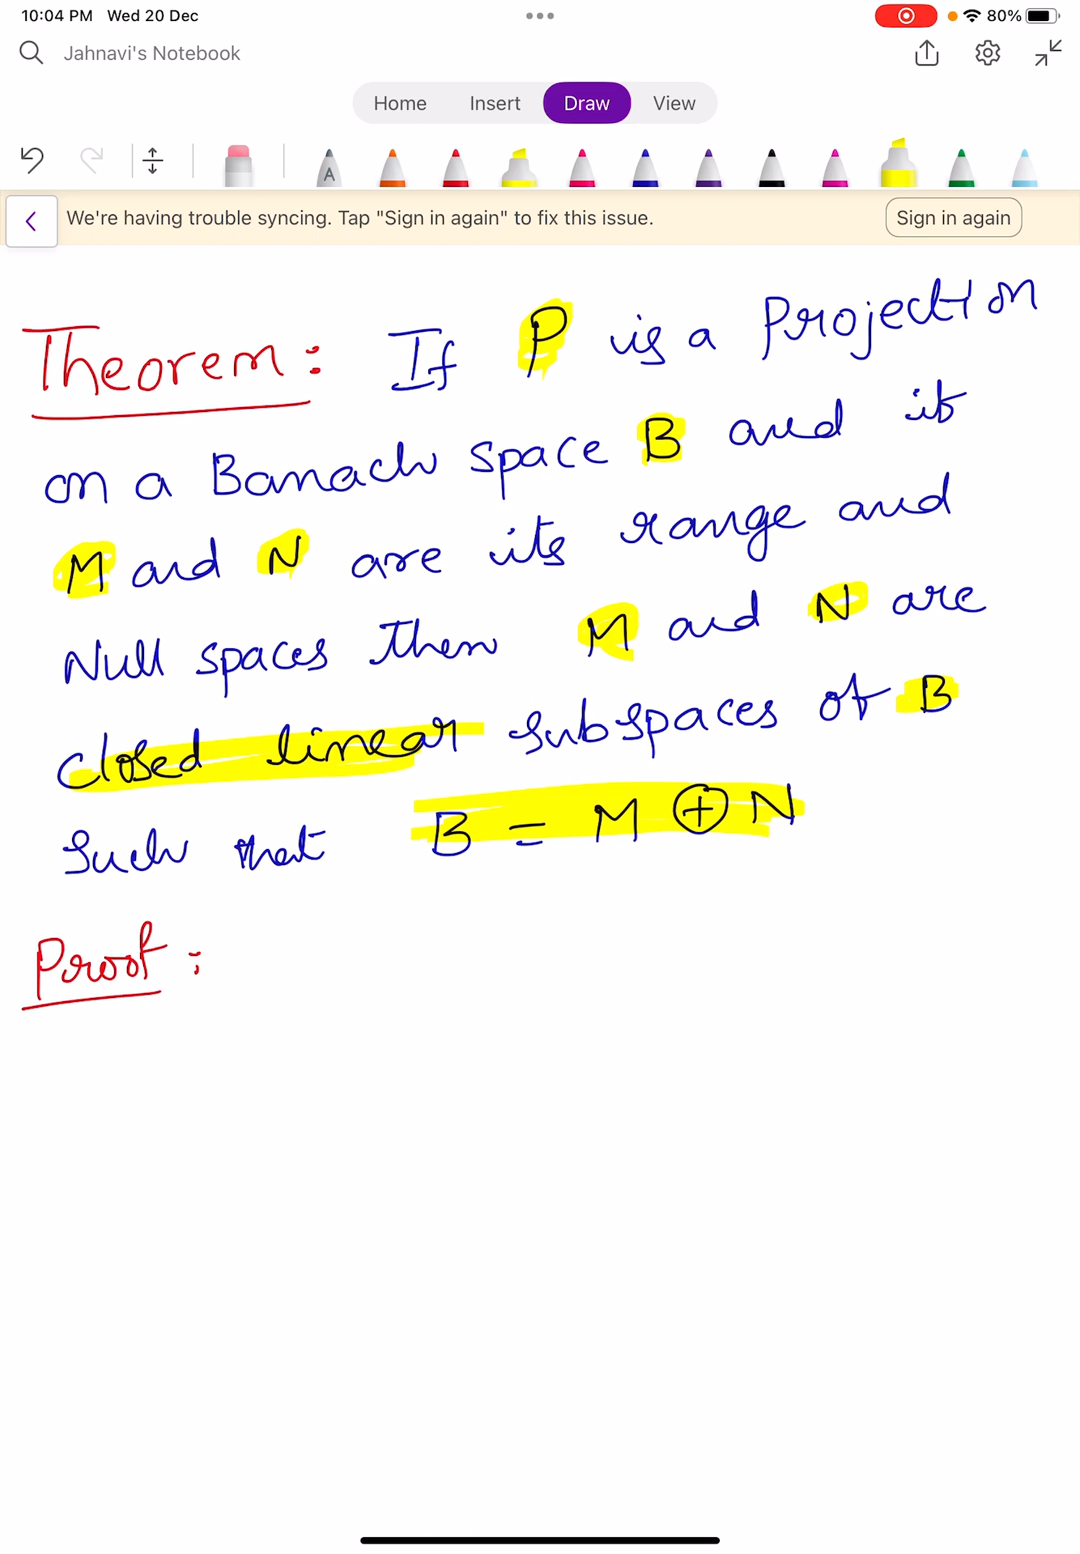 10:04 PM Wed 20 Dec
80%
Jahnavi's Notebook
Home Insert Draw View
A
We're having trouble syncing. Tap "Sign in again" to fix this issue. Sign in again
Theorem: If P is a Projection
on a Banach space B and if
M and N are its range and
Null spaces then M and N are
closed linear subspaces of B
Such that B = M ⊕ N
Proof :